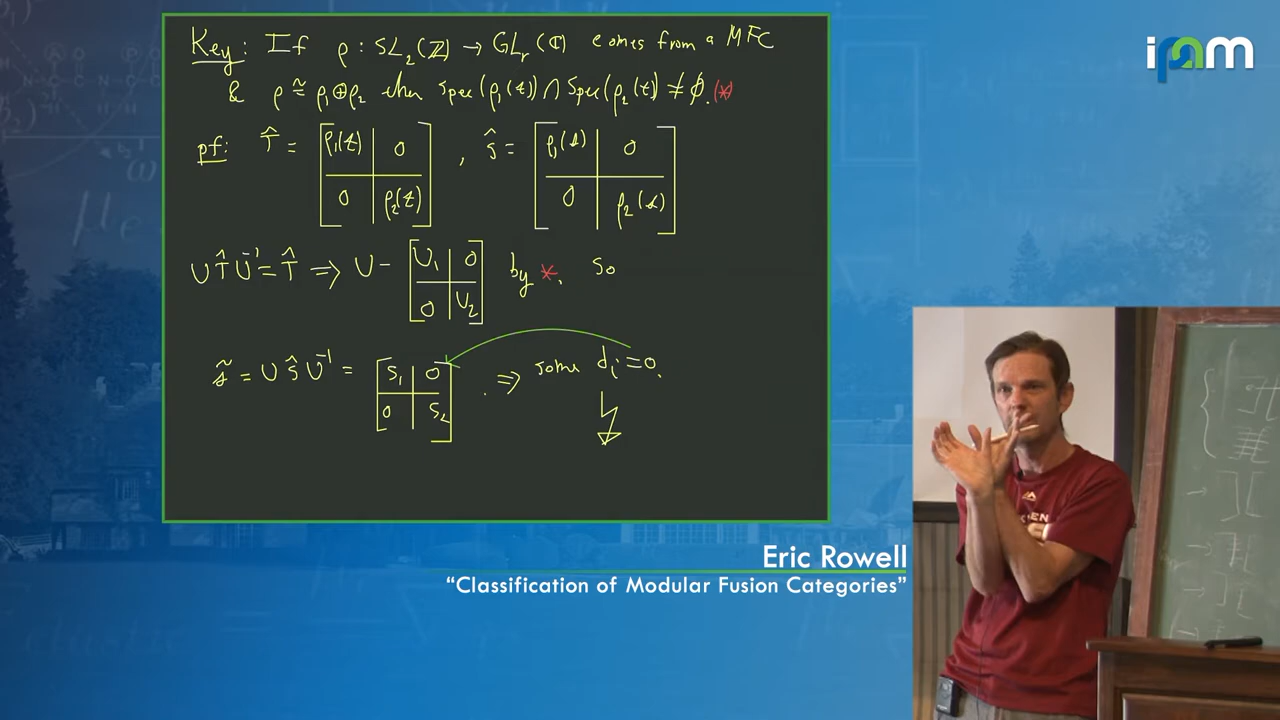 Key: If ρ : SL₂(ℤ) → GLᵣ(ℂ) comes from a MFC
& ρ ≅ ρ₁⊕ρ₂ then Spec(ρ₁(t)) ∩ Spec(ρ₂(t)) ≠ ∅. (*)
pf: T̂ = [ρ₁(t) 0 0 ρ₂(t)] , ŝ = [ρ₁(s) 0 0 ρ₂(s)]
U T̂ U⁻¹ = T̂ ⇒ U = [U₁ 0 0 U₂] by *. So
s̃ = U ŝ U⁻¹ = [S₁ 0 0 S₂] . ⇒ some dᵢ = 0.
ipam
Eric Rowell
“Classification of Modular Fusion Categories”